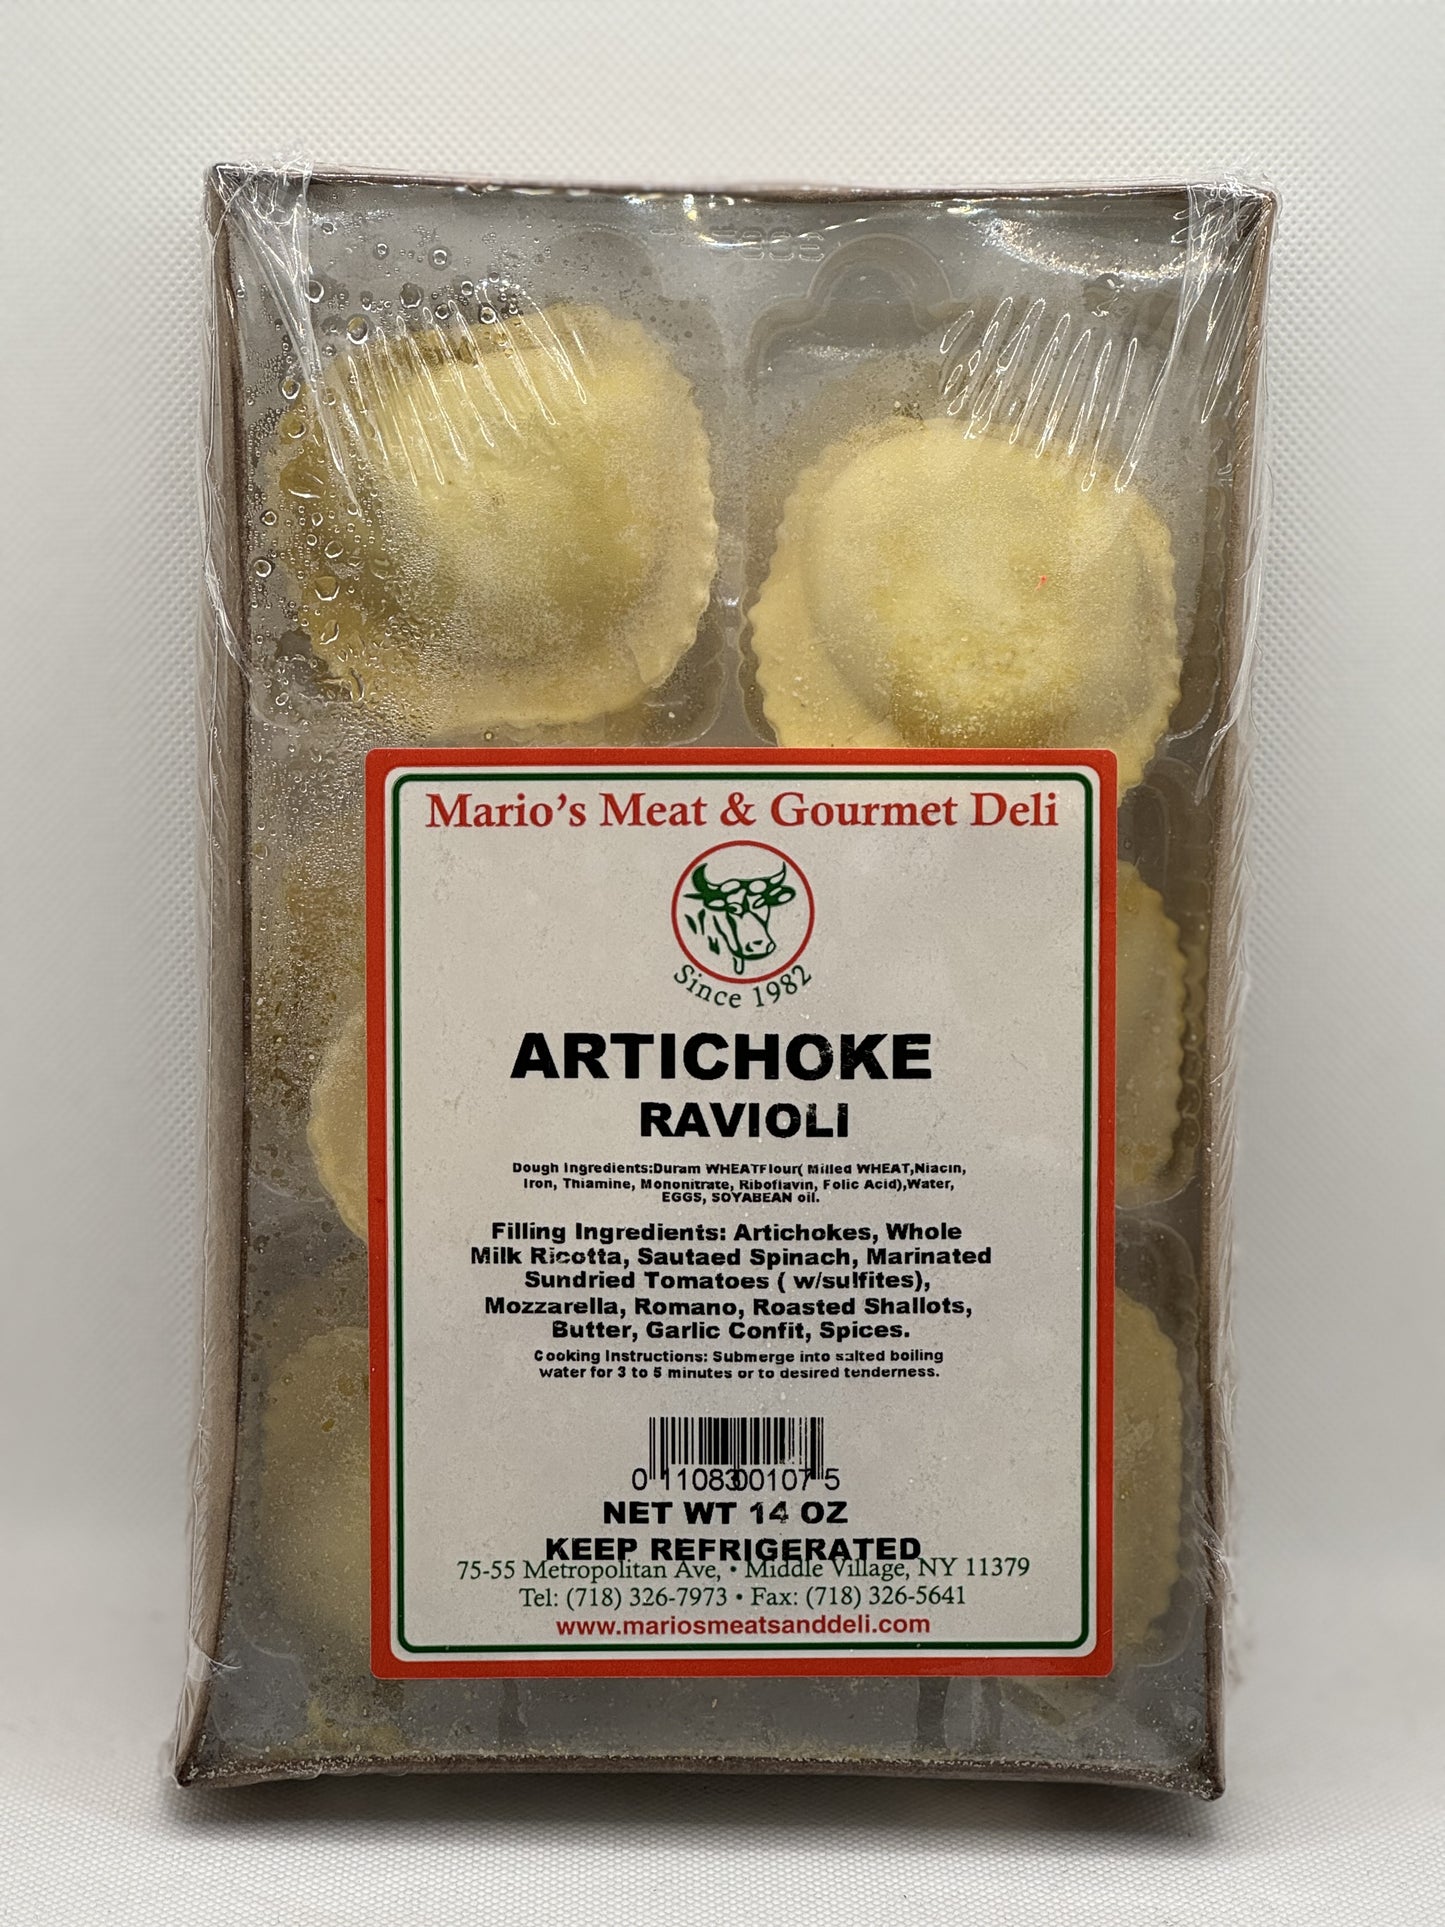 Mario's Meat & Gourmet Deli
Since 1982
ARTICHOKE
RAVIOLI
Dough Ingredients:Duram WHEATFlour( Milled WHEAT,Niacin,
Iron, Thiamine, Mononitrate, Riboflavin, Folic Acid),Water,
EGGS, SOYABEAN oil.
Filling Ingredients: Artichokes, Whole
Milk Ricotta, Sautaed Spinach, Marinated
Sundried Tomatoes ( w/sulfites),
Mozzarella, Romano, Roasted Shallots,
Butter, Garlic Confit, Spices.
Cooking Instructions: Submerge into salted boiling
water for 3 to 5 minutes or to desired tenderness.
0 11083 00107 5
NET WT 14 OZ
KEEP REFRIGERATED
75-55 Metropolitan Ave, • Middle Village, NY 11379
Tel: (718) 326-7973 • Fax: (718) 326-5641
www.mariosmeatsanddeli.com